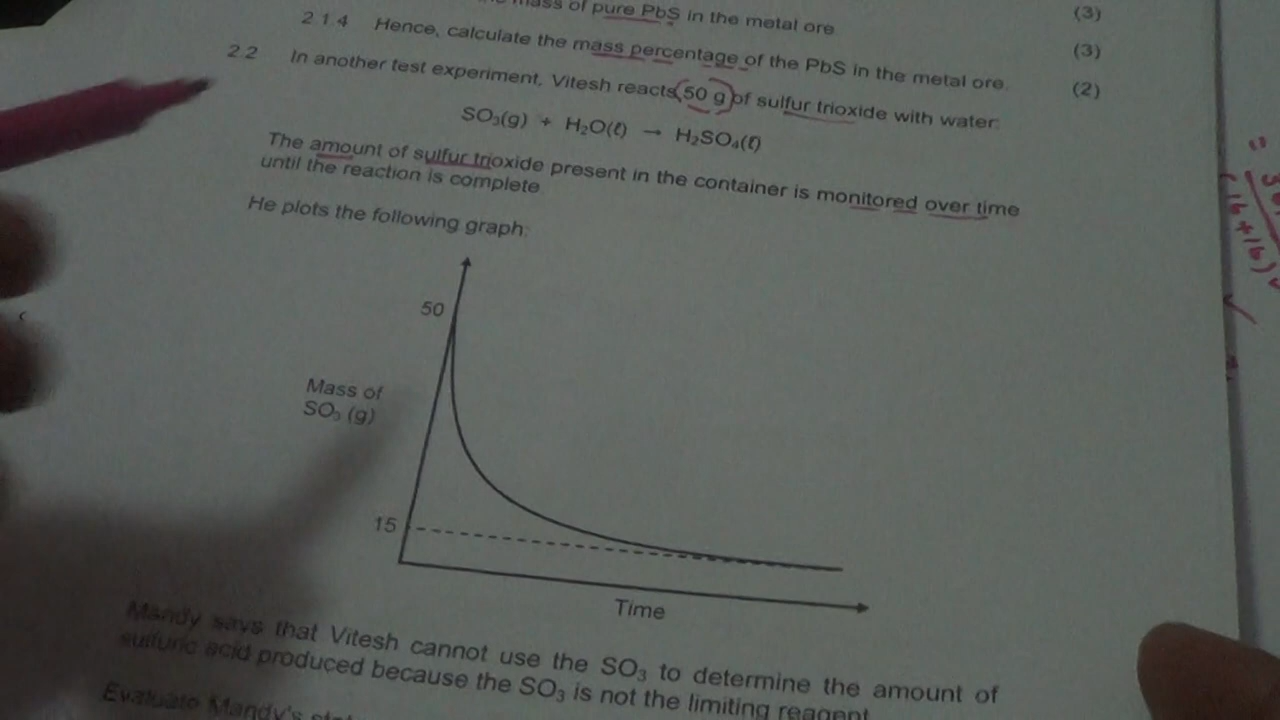 mass of pure PbS in the metal ore (3)
2.1.4 Hence, calculate the mass percentage of the PbS in the metal ore. (3)
2.2 In another test experiment, Vitesh reacts 50 g of sulfur trioxide with water: (2)
SO₃(g) + H₂O(ℓ) → H₂SO₄(ℓ)
The amount of sulfur trioxide present in the container is monitored over time
until the reaction is complete.
He plots the following graph:
50
Mass of
SO₃ (g)
15
Time
Mandy says that Vitesh cannot use the SO₃ to determine the amount of
sulfuric acid produced because the SO₃ is not the limiting reagent.
Evaluate Mandy's
=
(16+16)